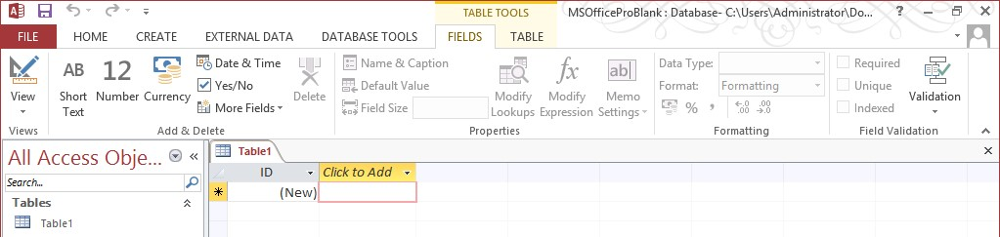 TABLE TOOLS MSOfficeProBlank : Database- C:\Users\Administrator\Do...
FILE HOME CREATE EXTERNAL DATA DATABASE TOOLS FIELDS TABLE
View
Views
AB
Short
Text
12
Number
Currency
Date & Time
Yes/No
More Fields
Delete
Add & Delete
Name & Caption
Default Value
Field Size
Modify
Lookups
fx
Modify
Expression
ab|
Memo
Settings
Properties
Data Type:
Format: Formatting
$ % , .00 .00
Formatting
Required
Unique
Indexed
Validation
Field Validation
All Access Obje...
Search...
Tables
Table1
Table1
ID Click to Add
(New)